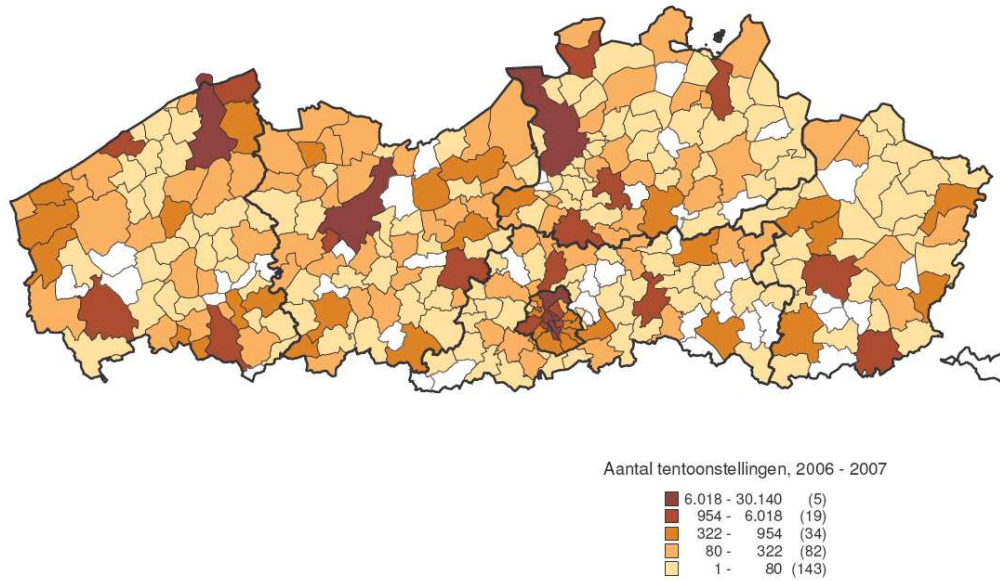 Aantal tentoonstellingen, 2006 - 2007
6.018 - 30.140 (5)
954 - 6.018 (19)
322 - 954 (34)
80 - 322 (82)
1 - 80 (143)